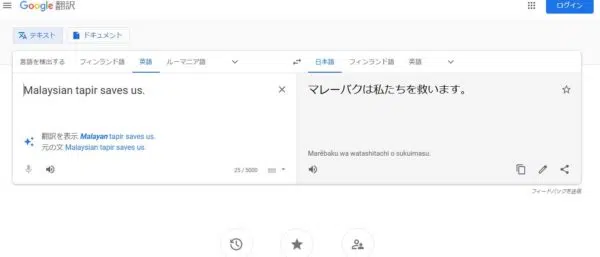 Google 翻訳
ログイン
テキスト
ドキュメント
言語を検出する フィンランド語 英語 ルーマニア語
日本語 フィンランド語 英語
Malaysian tapir saves us.
マレーバクは私たちを救います。
翻訳を表示 Malayan tapir saves us.
元の文 Malaysian tapir saves us.
Marēbaku wa watashitachi o sukuimasu.
25 / 5000
フィードバックを送信